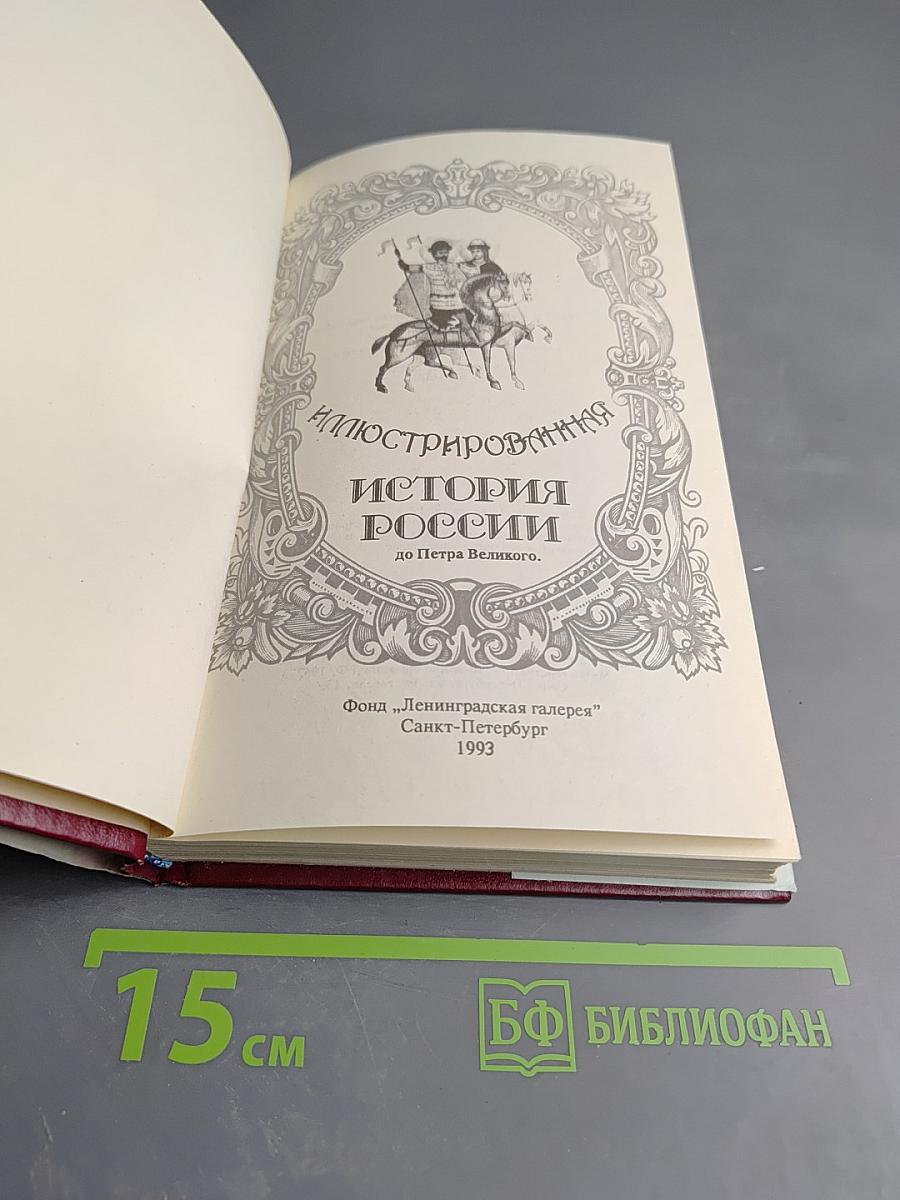 ИЛЛЮСТРИРОВАННАЯ
ИСТОРИЯ
РОССИИ
до Петра Великого.
Фонд „Ленинградская галерея”
Санкт-Петербург
1993
15 см
БФ БИБЛИОФАН